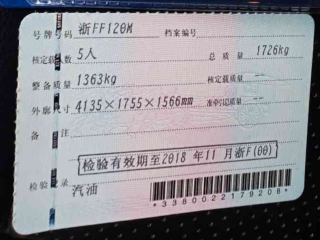 号牌号码 浙FF120M 档案编号
核定载人数 5人 总质量 1726kg
整备质量 1363kg 核定载质量 --
外廓尺寸 4135×1755×1566mm 准牵引总质量 --
备注
检验有效期至2018年11月浙F(00)
检验记录
汽油
*3380022179208*